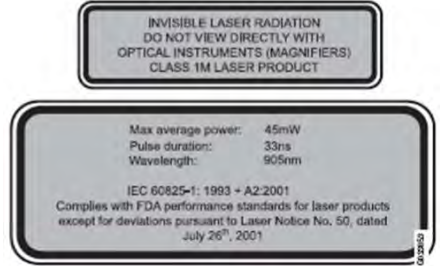 INVISIBLE LASER RADIATION
DO NOT VIEW DIRECTLY WITH
OPTICAL INSTRUMENTS (MAGNIFIERS)
CLASS 1M LASER PRODUCT
Max average power: 45mW
Pulse duration: 33ns
Wavelength: 905nm
IEC 60825-1: 1993 + A2:2001
Complies with FDA performance standards for laser products
except for deviations pursuant to Laser Notice No. 50, dated
July 26th, 2001